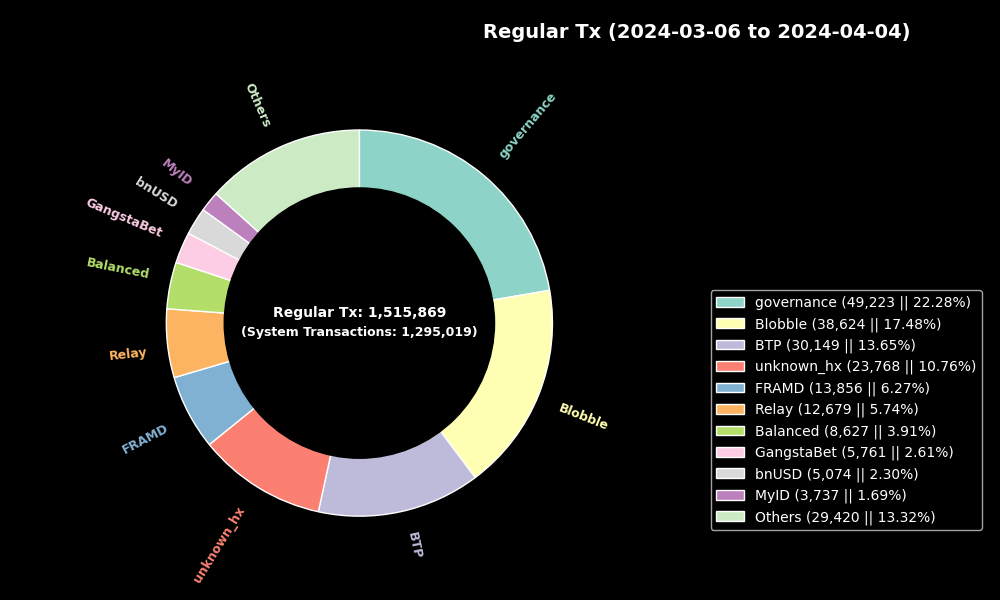 Regular Tx (2024-03-06 to 2024-04-04)
Others
governance
MyID
bnUSD
GangstaBet
Balanced
Relay
FRAMD
unknown_hx
BTP
Blobble
Regular Tx: 1,515,869
(System Transactions: 1,295,019)
governance (49,223 || 22.28%)
Blobble (38,624 || 17.48%)
BTP (30,149 || 13.65%)
unknown_hx (23,768 || 10.76%)
FRAMD (13,856 || 6.27%)
Relay (12,679 || 5.74%)
Balanced (8,627 || 3.91%)
GangstaBet (5,761 || 2.61%)
bnUSD (5,074 || 2.30%)
MyID (3,737 || 1.69%)
Others (29,420 || 13.32%)